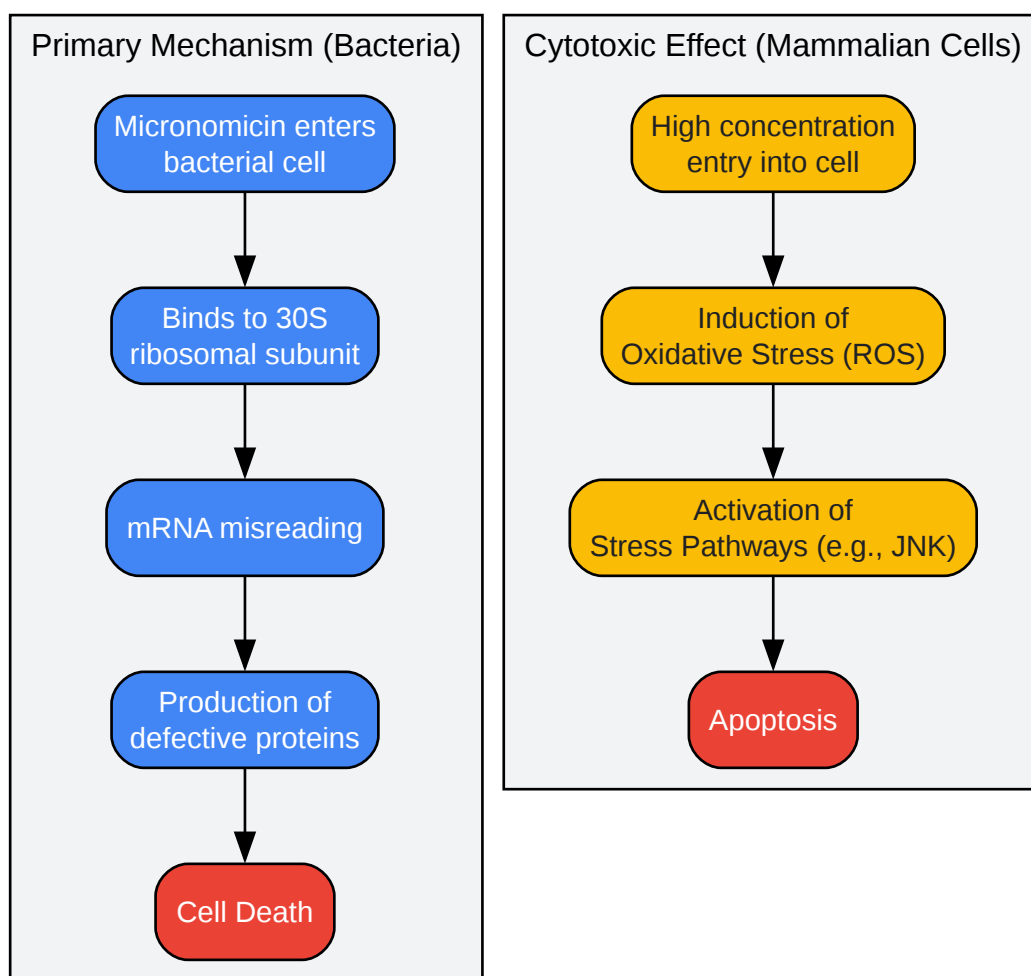 Primary Mechanism (Bacteria)
Micronomicin enters
bacterial cell
Binds to 30S
ribosomal subunit
mRNA misreading
Production of
defective proteins
Cell Death
Cytotoxic Effect (Mammalian Cells)
High concentration
entry into cell
Induction of
Oxidative Stress (ROS)
Activation of
Stress Pathways (e.g., JNK)
Apoptosis